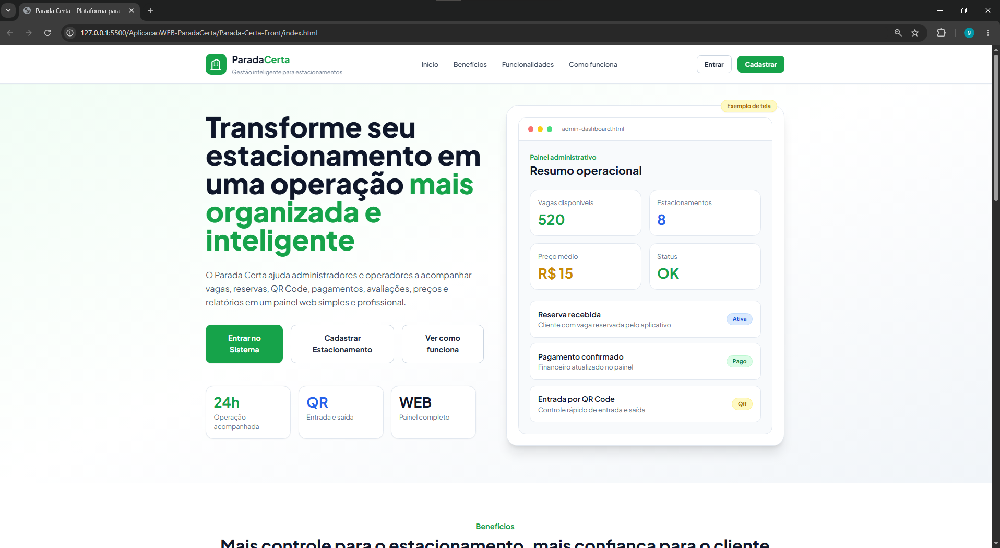 Parada Certa - Plataforma para
127.0.0.1:5500/AplicacaoWEB-ParadaCerta/Parada-Certa-Front/index.html
g
ParadaCerta
Gestão inteligente para estacionamentos
Início
Benefícios
Funcionalidades
Como funciona
Entrar
Cadastrar
Transforme seu
estacionamento em
uma operação mais
organizada e
inteligente
O Parada Certa ajuda administradores e operadores a acompanhar
vagas, reservas, QR Code, pagamentos, avaliações, preços e
relatórios em um painel web simples e profissional.
Entrar no
Sistema
Cadastrar
Estacionamento
Ver como
funciona
24h
Operação
acompanhada
QR
Entrada e saída
WEB
Painel completo
Exemplo de tela
admin-dashboard.html
Painel administrativo
Resumo operacional
Vagas disponíveis
520
Estacionamentos
8
Preço médio
R$ 15
Status
OK
Reserva recebida
Cliente com vaga reservada pelo aplicativo
Ativa
Pagamento confirmado
Financeiro atualizado no painel
Pago
Entrada por QR Code
Controle rápido de entrada e saída
QR
Benefícios
Mais controle para o estacionamento, mais confiança para o cliente